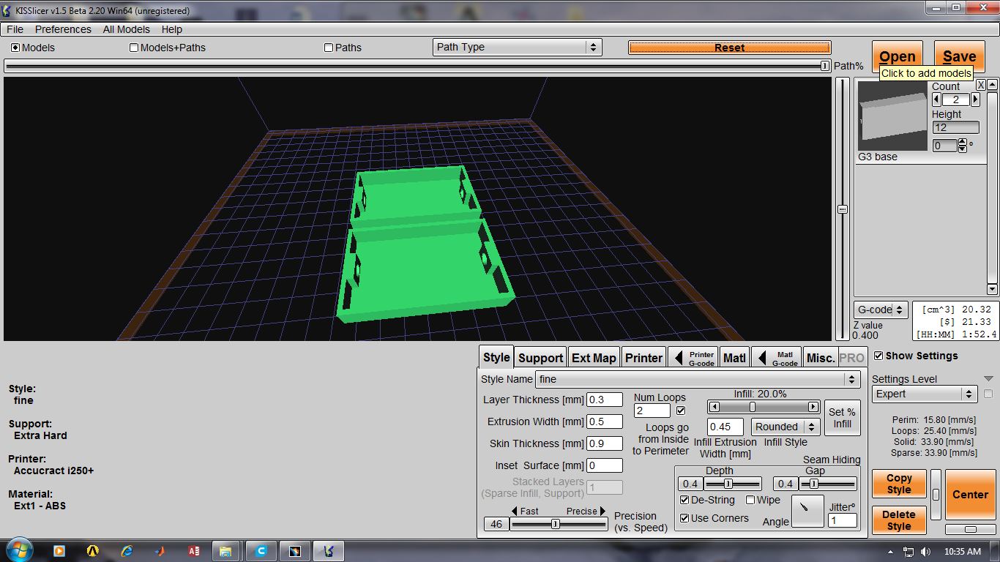 KISSlicer v1.5 Beta 2.20 Win64 (unregistered)
File Preferences All Models Help
Models Models+Paths Paths Path Type Reset Open Save
Path%
Click to add models
Count
2
Height
12
0 °
G3 base
G-code
Z value
0.400
[cm^3] 20.32
[$] 21.33
[HH:MM] 1:52.4
Style Support Ext Map Printer Printer G-code Matl Matl G-code Misc. PRO
Show Settings
Style:
fine
Support:
Extra Hard
Printer:
Accucract i250+
Material:
Ext1 - ABS
Style Name fine
Layer Thickness [mm] 0.3
Extrusion Width [mm] 0.5
Skin Thickness [mm] 0.9
Inset Surface [mm] 0
Stacked Layers
(Sparse Infill, Support) 1
Fast Precise
46
Precision
(vs. Speed)
Num Loops
2
Loops go
from Inside
to Perimeter
Infill: 20.0%
Set %
Infill
0.45 Rounded
Infill Extrusion
Width [mm]
Infill Style
Seam Hiding
Depth Gap
0.4 0.4
De-String Wipe
Use Corners
Angle
Jitterº
1
Settings Level
Expert
Perim: 15.80 [mm/s]
Loops: 25.40 [mm/s]
Solid: 33.90 [mm/s]
Sparse: 33.90 [mm/s]
Copy
Style
Delete
Style
Center
10:35 AM